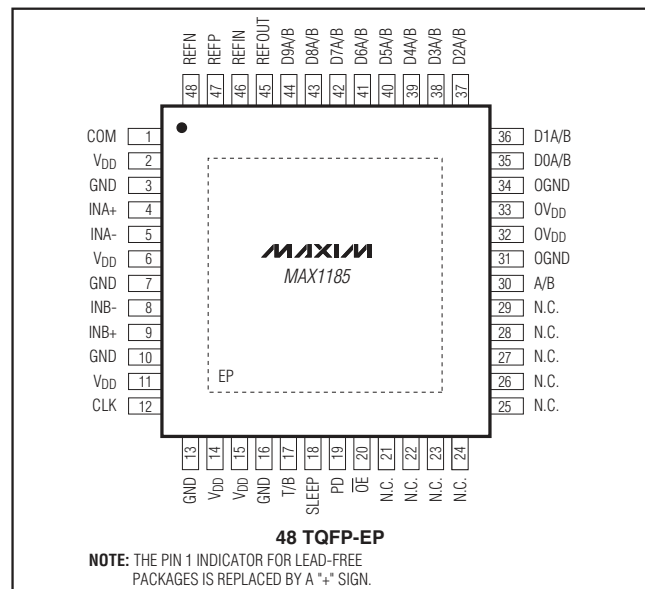 REFN
REFP
REFIN
REFOUT
D9A/B
D8A/B
D7A/B
D6A/B
D5A/B
D4A/B
D3A/B
D2A/B
48
47
46
45
44
43
42
41
40
39
38
37
COM 1
VDD 2
GND 3
INA+ 4
INA- 5
VDD 6
GND 7
INB- 8
INB+ 9
GND 10
VDD 11
CLK 12
MAXIM
MAX1185
EP
36 D1A/B
35 D0A/B
34 OGND
33 OVDD
32 OVDD
31 OGND
30 A/B
29 N.C.
28 N.C.
27 N.C.
26 N.C.
25 N.C.
13
14
15
16
17
18
19
20
21
22
23
24
GND
VDD
VDD
GND
T/B
SLEEP
PD
OE
N.C.
N.C.
N.C.
N.C.
48 TQFP-EP
NOTE: THE PIN 1 INDICATOR FOR LEAD-FREE
PACKAGES IS REPLACED BY A "+" SIGN.